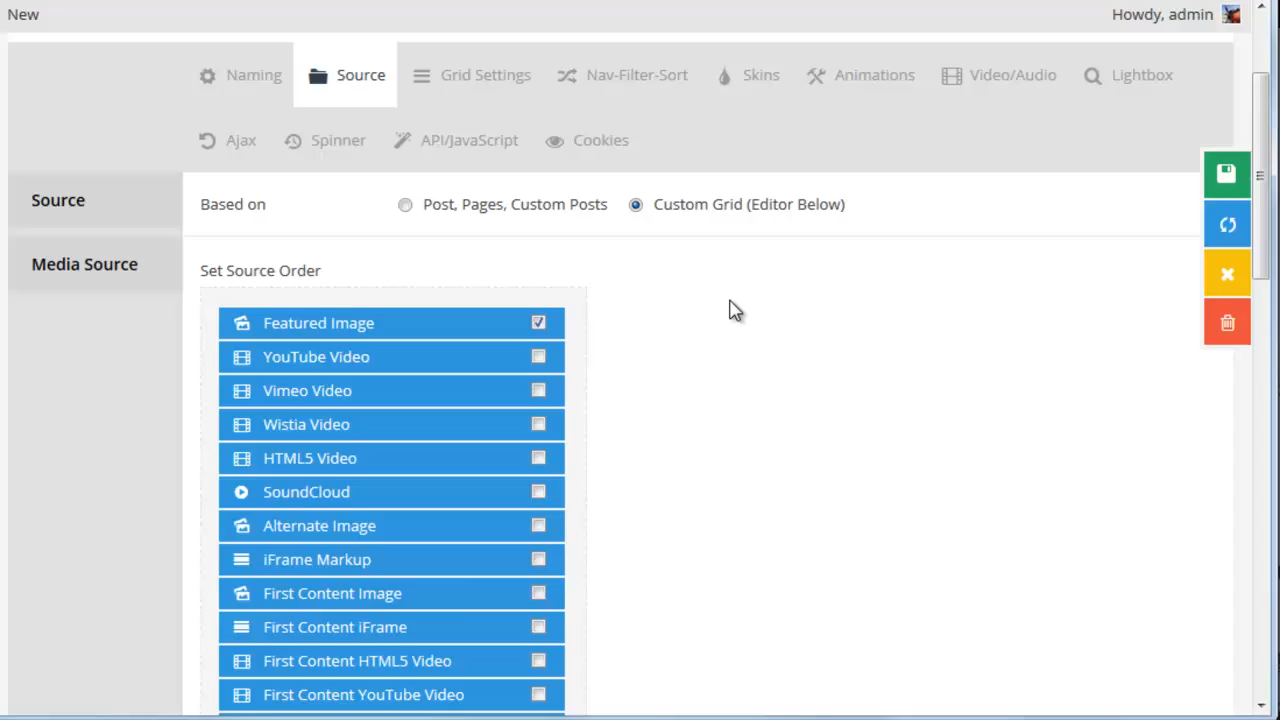 New
Howdy, admin
Naming
Source
Grid Settings
Nav-Filter-Sort
Skins
Animations
Video/Audio
Lightbox
Ajax
Spinner
API/JavaScript
Cookies
Source
Based on
Post, Pages, Custom Posts
Custom Grid (Editor Below)
Media Source
Set Source Order
Featured Image
YouTube Video
Vimeo Video
Wistia Video
HTML5 Video
SoundCloud
Alternate Image
iFrame Markup
First Content Image
First Content iFrame
First Content HTML5 Video
First Content YouTube Video